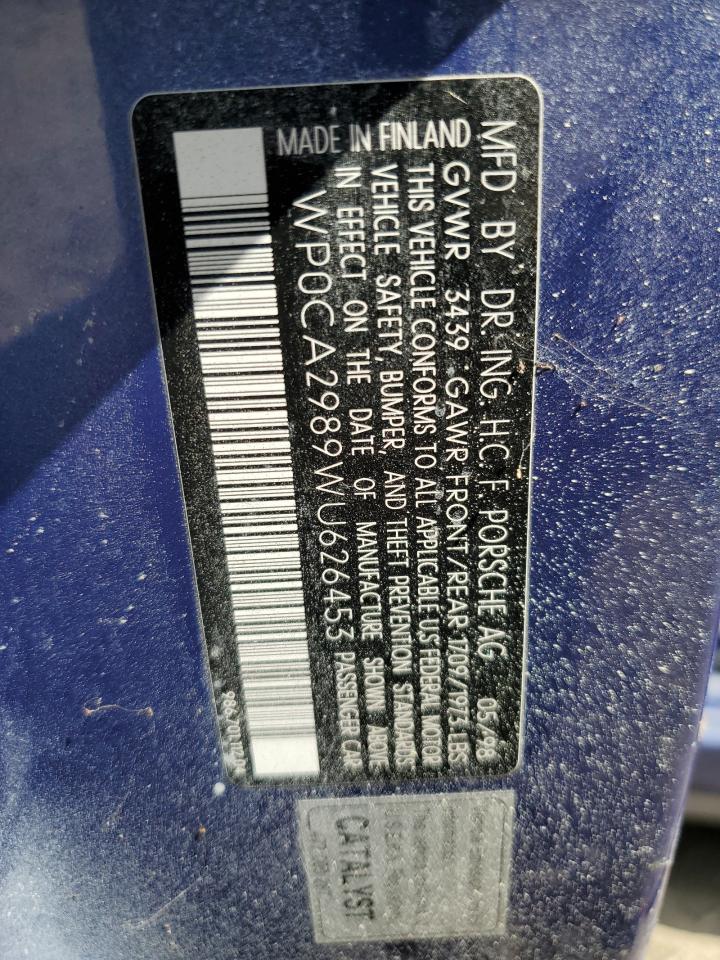 MFD BY DR. ING. H.C. F. PORSCHE AG 05/98
GVWR 3439 GAWR FRONT/REAR 1709/1973 LBS
THIS VEHICLE CONFORMS TO ALL APPLICABLE US FEDERAL MOTOR
VEHICLE SAFETY, BUMPER, AND THEFT PREVENTION STANDARDS
IN EFFECT ON THE DATE OF MANUFACTURE SHOWN ABOVE
MADE IN FINLAND
WP0CA2989WU626453 PASSENGER CAR
CATALYST